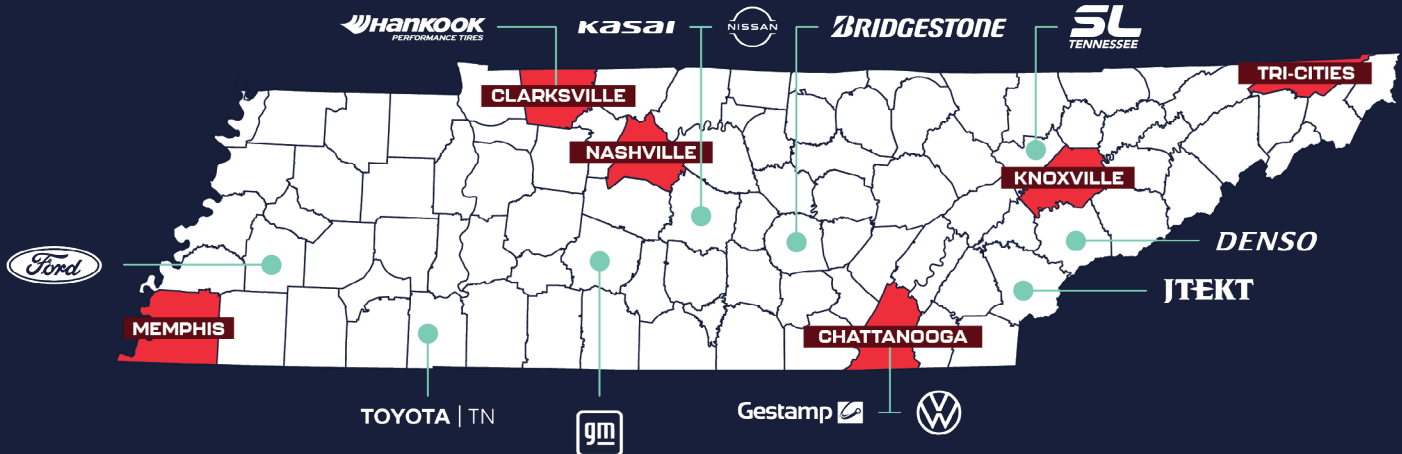 HANKOOK
PERFORMANCE TIRES
Kasai
NISSAN
BRIDGESTONE
SL
TENNESSEE
TRI-CITIES
CLARKSVILLE
NASHVILLE
KNOXVILLE
DENSO
Ford
JTEKT
MEMPHIS
CHATTANOOGA
TOYOTA | TN
gm
Gestamp
VW